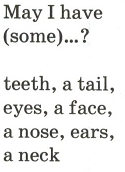 May I have
(some)...?
teeth, a tail,
eyes, a face,
a nose, ears,
a neck